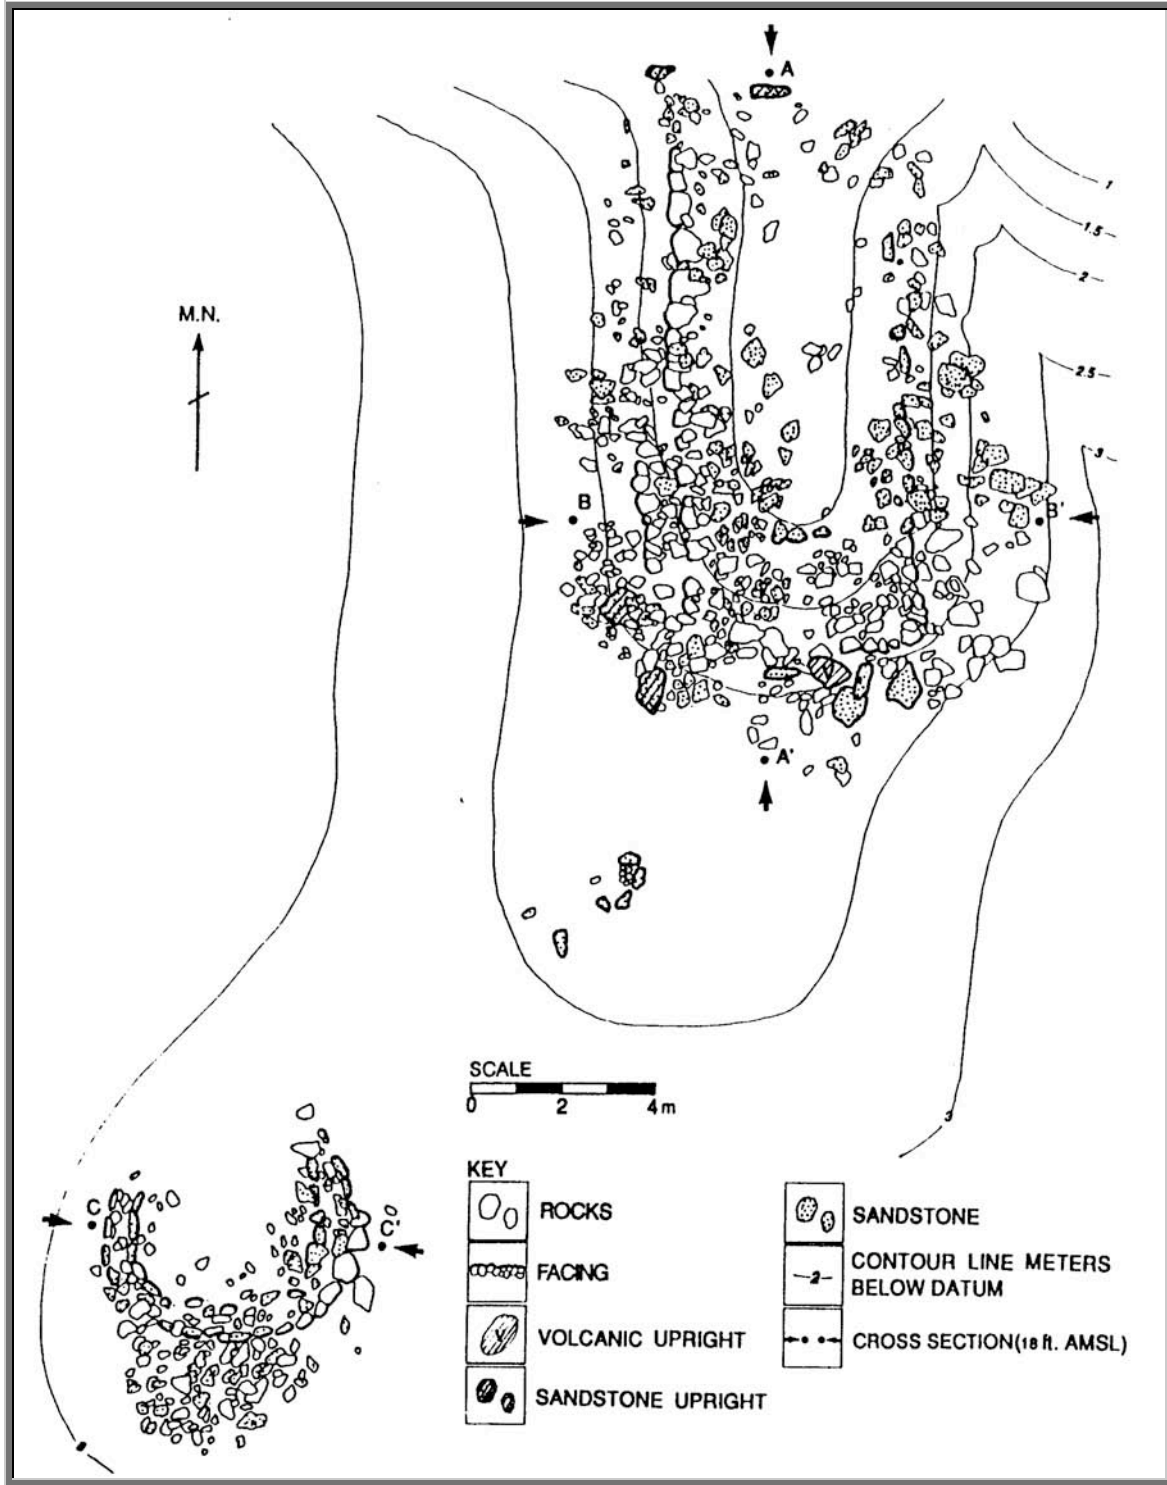 A
1
1.5
2
M.N.
2.5
3
B
B'
A'
SCALE
0 2 4 m
3
KEY
ROCKS
SANDSTONE
FACING
CONTOUR LINE METERS
BELOW DATUM
-2-
V
VOLCANIC UPRIGHT
CROSS SECTION (18 ft. AMSL)
SANDSTONE UPRIGHT
C
C'